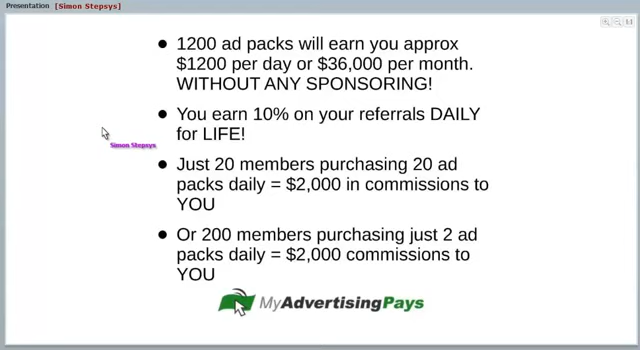 Presentation [Simon Stepsys]
• 1200 ad packs will earn you approx
$1200 per day or $36,000 per month.
WITHOUT ANY SPONSORING!
• You earn 10% on your referrals DAILY
for LIFE!
Simon Stepsys
• Just 20 members purchasing 20 ad
packs daily = $2,000 in commissions to
YOU
• Or 200 members purchasing just 2 ad
packs daily = $2,000 commissions to
YOU
MyAdvertisingPays